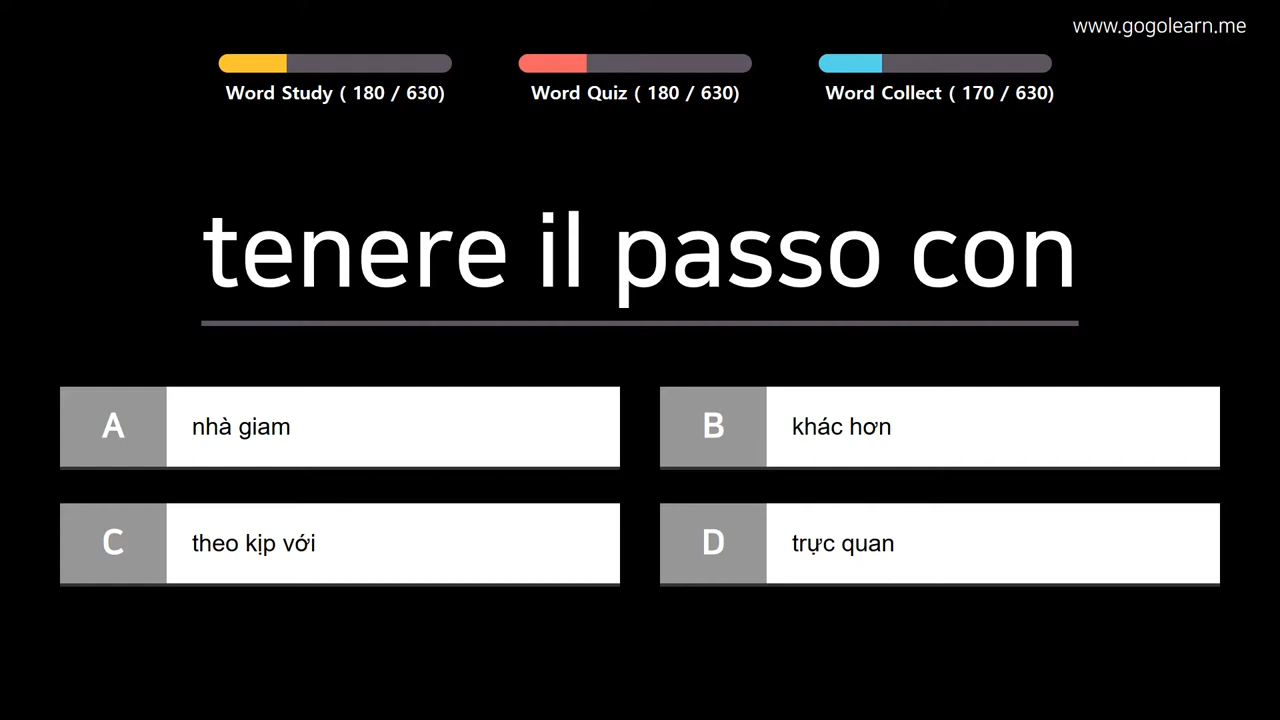 www.gogolearn.me
Word Study ( 180 / 630)
Word Quiz ( 180 / 630)
Word Collect ( 170 / 630)
tenere il passo con
A nhà giam
B khác hơn
C theo kịp với
D trực quan